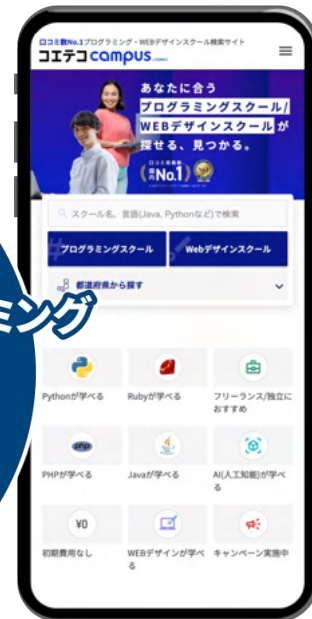 口コミ数No.1プログラミング・WEBデザインスクール検索サイト
コエテコcampus
あなたに合う
プログラミングスクール/
WEBデザインスクールが
探せる、見つかる。
口コミ掲載数
国内No.1
スクール名、言語(Java, Pythonなど)で検索
プログラミングスクール
Webデザインスクール
都道府県から探す
ミング
Pythonが学べる
Rubyが学べる
フリーランス/独立に
おすすめ
php
PHPが学べる
Javaが学べる
AI(人工知能)が学べ
る
¥0
初期費用なし
WEBデザインが学べ
る
キャンペーン実施中